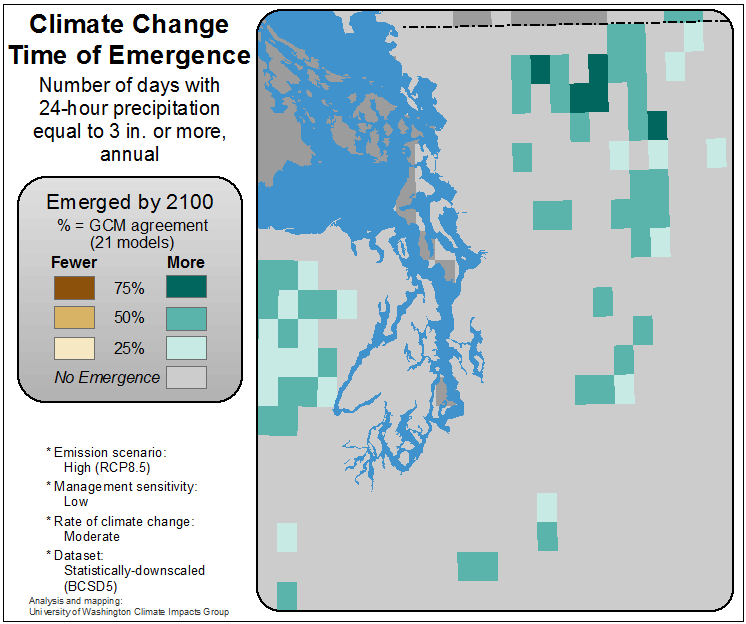 Climate Change
Time of Emergence
Number of days with
24-hour precipitation
equal to 3 in. or more,
annual
Emerged by 2100
% = GCM agreement
(21 models)
Fewer More
75%
50%
25%
No Emergence
* Emission scenario:
High (RCP8.5)
* Management sensitivity:
Low
* Rate of climate change:
Moderate
* Dataset:
Statistically-downscaled
(BCSD5)
Analysis and mapping:
University of Washington Climate Impacts Group